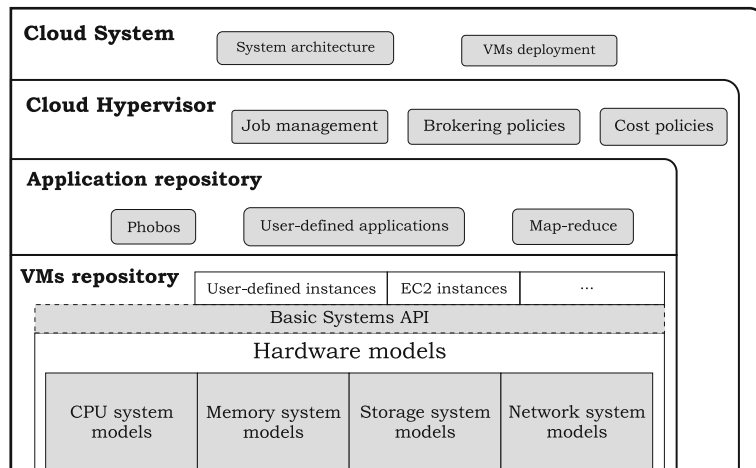 Cloud System
System architecture
VMs deployment
Cloud Hypervisor
Job management
Brokering policies
Cost policies
Application repository
Phobos
User-defined applications
Map-reduce
VMs repository
User-defined instances
EC2 instances
...
Basic Systems API
Hardware models
CPU system
models
Memory system
models
Storage system
models
Network system
models